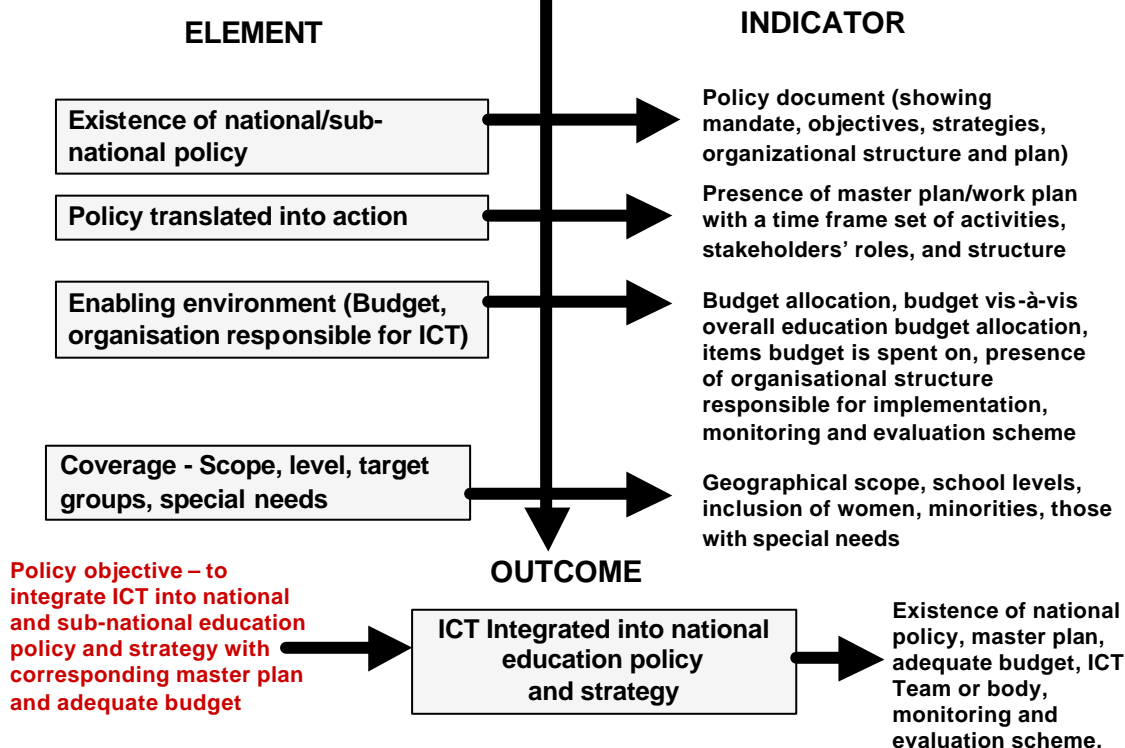 ELEMENT
INDICATOR
Existence of national/sub-
national policy
Policy document (showing
mandate, objectives, strategies,
organizational structure and plan)
Policy translated into action
Presence of master plan/work plan
with a time frame set of activities,
stakeholders’ roles, and structure
Enabling environment (Budget,
organisation responsible for ICT)
Budget allocation, budget vis-à-vis
overall education budget allocation,
items budget is spent on, presence
of organisational structure
responsible for implementation,
monitoring and evaluation scheme
Coverage - Scope, level, target
groups, special needs
Geographical scope, school levels,
inclusion of women, minorities, those
with special needs
OUTCOME
Policy objective – to
integrate ICT into national
and sub-national education
policy and strategy with
corresponding master plan
and adequate budget
ICT Integrated into national
education policy
and strategy
Existence of national
policy, master plan,
adequate budget, ICT
Team or body,
monitoring and
evaluation scheme.